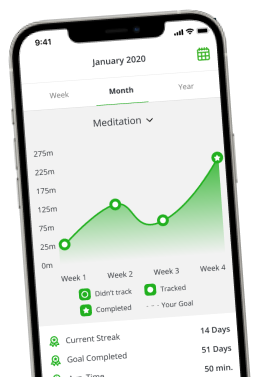 9:41
January 2020
Week Month Year
Meditation
275m
225m
175m
125m
75m
25m
0m
Week 1 Week 2 Week 3 Week 4
Didn't track Tracked
Completed Your Goal
Current Streak 14 Days
Goal Completed 51 Days
Time 50 min.